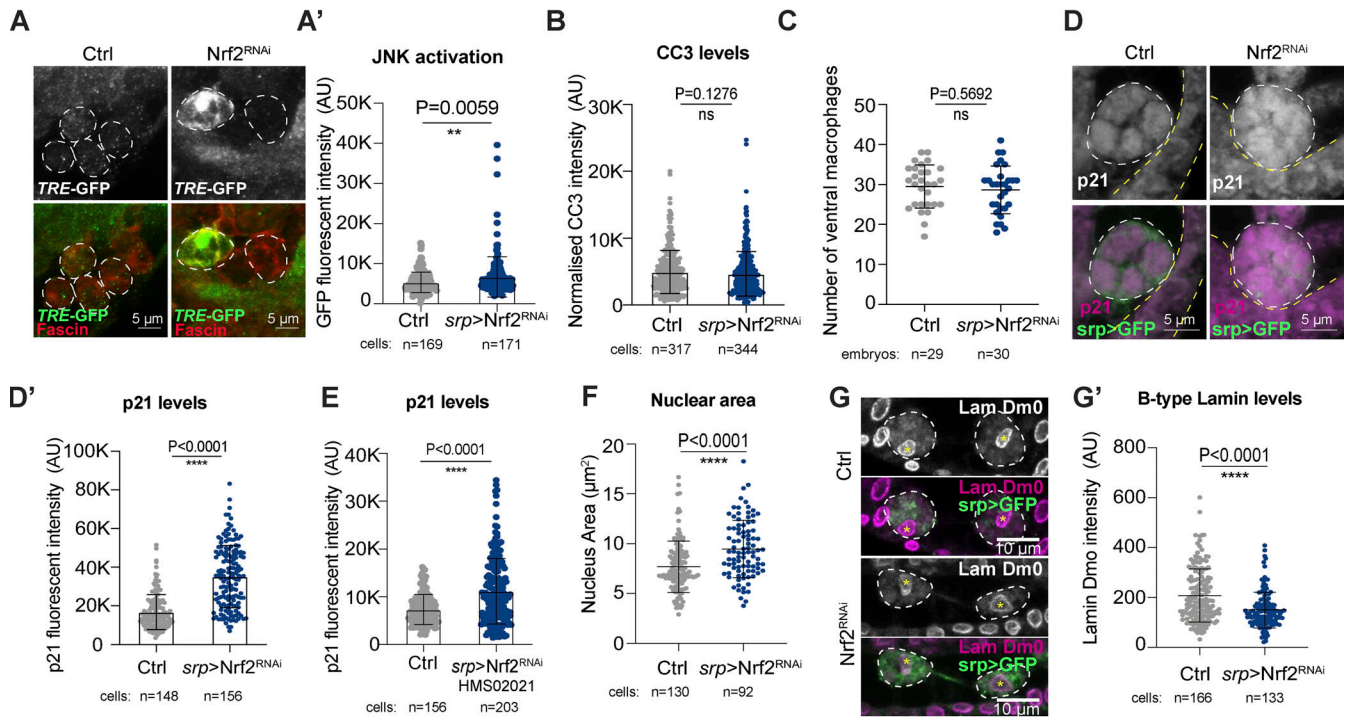 A
Ctrl
Nrf2RNAi
TRE-GFP
TRE-GFP
TRE-GFP
Fascin
5 µm
TRE-GFP
Fascin
5 µm
A'
JNK activation
GFP fluorescent intensity (AU)
50K
40K
30K
20K
10K
0
P=0.0059
**
Ctrl
srp>Nrf2RNAi
cells: n=169 n=171
B
CC3 levels
Normalised CC3 intensity (AU)
30K
20K
10K
0
P=0.1276
ns
Ctrl
srp>Nrf2RNAi
cells: n=317 n=344
C
Number of ventral macrophages
50
40
30
20
10
0
P=0.5692
ns
Ctrl
srp>Nrf2RNAi
embryos: n=29 n=30
D
Ctrl
Nrf2RNAi
p21
p21
p21
srp>GFP
5 µm
p21
srp>GFP
5 µm
D'
p21 levels
p21 fluorescent intensity (AU)
100K
80K
60K
40K
20K
0
P<0.0001
****
Ctrl
srp>Nrf2RNAi
cells: n=148 n=156
E
p21 levels
p21 fluorescent intensity (AU)
40K
30K
20K
10K
0
P<0.0001
****
Ctrl
srp>Nrf2RNAi
HMS02021
cells: n=156 n=203
F
Nuclear area
Nucleus Area (µm2)
20
15
10
5
0
P<0.0001
****
Ctrl
srp>Nrf2RNAi
cells: n=130 n=92
G
Ctrl
Nrf2RNAi
Lam Dm0
*
*
Lam Dm0
srp>GFP
*
*
10 µm
Lam Dm0
*
*
Lam Dm0
srp>GFP
*
*
10 µm
G'
B-type Lamin levels
Lamin Dmo intensity (AU)
800
600
400
200
0
P<0.0001
****
Ctrl
srp>Nrf2RNAi
cells: n=166 n=133